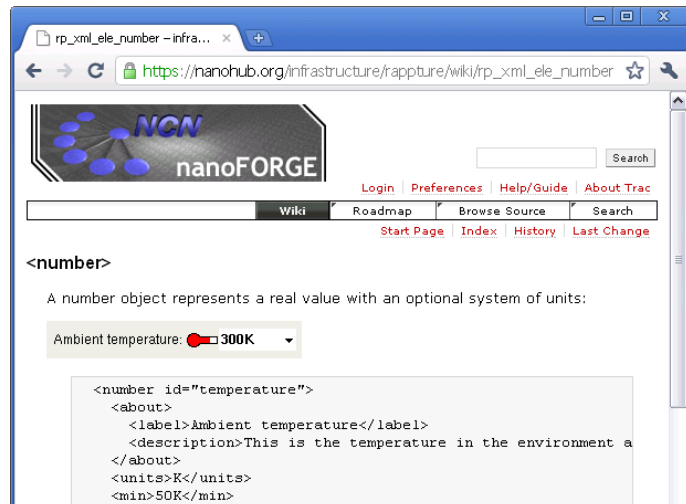 rp_xml_ele_number – infra...
https://nanohub.org/infrastructure/rappture/wiki/rp_xml_ele_number
NCN
nanoFORGE
Search
Login Preferences Help/Guide About Trac
Wiki Roadmap Browse Source Search
Start Page Index History Last Change
<number>
A number object represents a real value with an optional system of units:
Ambient temperature: 300K
<number id="temperature">
<about>
<label>Ambient temperature</label>
<description>This is the temperature in the environment a
</about>
<units>K</units>
<min>50K</min>